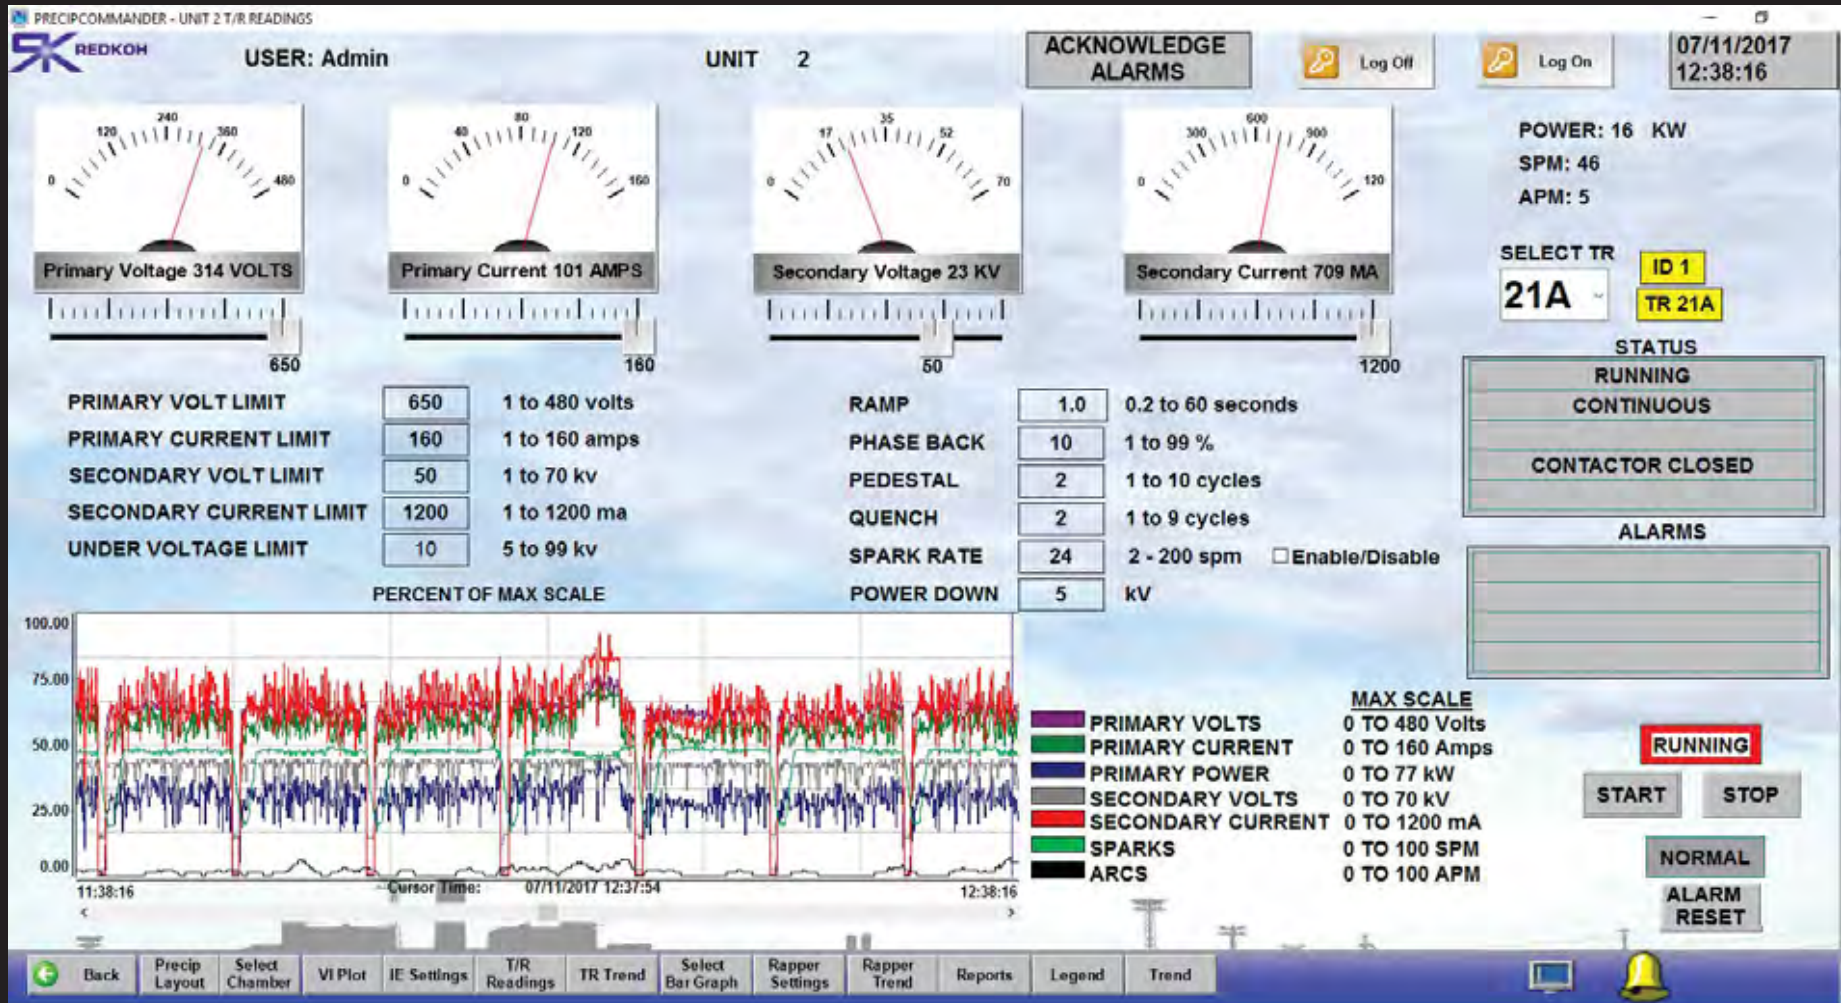 PRECIPCOMMANDER - UNIT 2 T/R READINGS
REDKOH
USER: Admin
UNIT 2
ACKNOWLEDGE
ALARMS
Log Off
Log On
07/11/2017
12:38:16
0 120 240 360 480
Primary Voltage 314 VOLTS
650
0 40 80 120 160
Primary Current 101 AMPS
160
0 17 35 52 70
Secondary Voltage 23 KV
50
0 300 600 900 120
Secondary Current 709 MA
1200
POWER: 16 KW
SPM: 46
APM: 5
SELECT TR
21A
ID 1
TR 21A
STATUS
RUNNING
CONTINUOUS
CONTACTOR CLOSED
ALARMS
PRIMARY VOLT LIMIT 650 1 to 480 volts
PRIMARY CURRENT LIMIT 160 1 to 160 amps
SECONDARY VOLT LIMIT 50 1 to 70 kv
SECONDARY CURRENT LIMIT 1200 1 to 1200 ma
UNDER VOLTAGE LIMIT 10 5 to 99 kv
RAMP 1.0 0.2 to 60 seconds
PHASE BACK 10 1 to 99 %
PEDESTAL 2 1 to 10 cycles
QUENCH 2 1 to 9 cycles
SPARK RATE 24 2 - 200 spm Enable/Disable
POWER DOWN 5 kV
PERCENT OF MAX SCALE
100.00
75.00
50.00
25.00
0.00
11:38:16
Cursor Time: 07/11/2017 12:37:54
12:38:16
MAX SCALE
PRIMARY VOLTS 0 TO 480 Volts
PRIMARY CURRENT 0 TO 160 Amps
PRIMARY POWER 0 TO 77 kW
SECONDARY VOLTS 0 TO 70 kV
SECONDARY CURRENT 0 TO 1200 mA
SPARKS 0 TO 100 SPM
ARCS 0 TO 100 APM
RUNNING
START
STOP
NORMAL
ALARM
RESET
Back
Precip
Layout
Select
Chamber
VI Plot
IE Settings
T/R
Readings
TR Trend
Select
Bar Graph
Rapper
Settings
Rapper
Trend
Reports
Legend
Trend